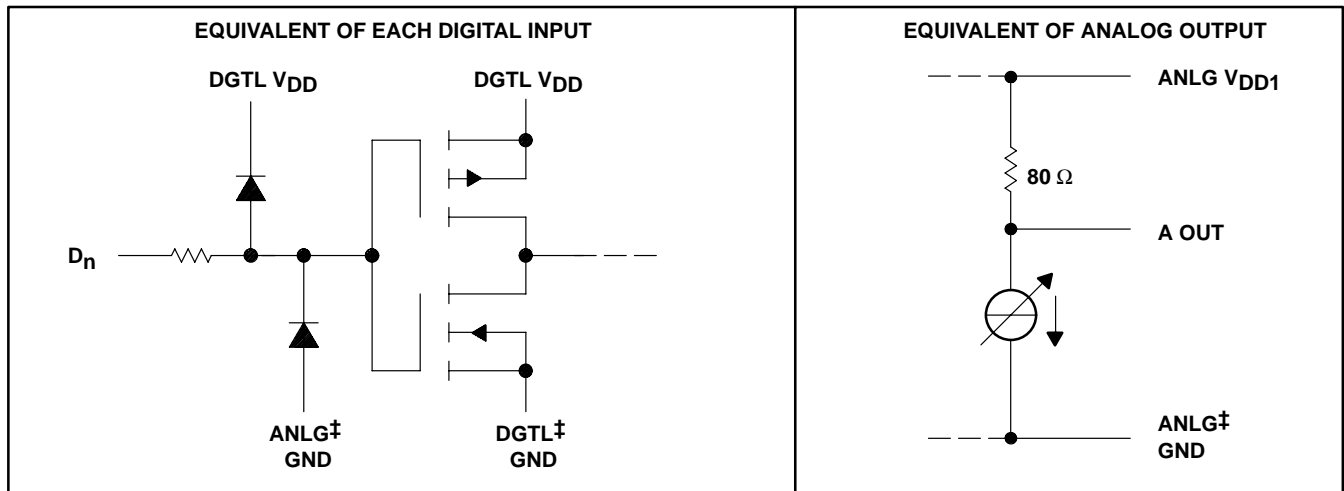 EQUIVALENT OF EACH DIGITAL INPUT
DGTL VDD
DGTL VDD
Dn
ANLG‡
GND
DGTL‡
GND
EQUIVALENT OF ANALOG OUTPUT
ANLG VDD1
80 Ω
A OUT
ANLG‡
GND